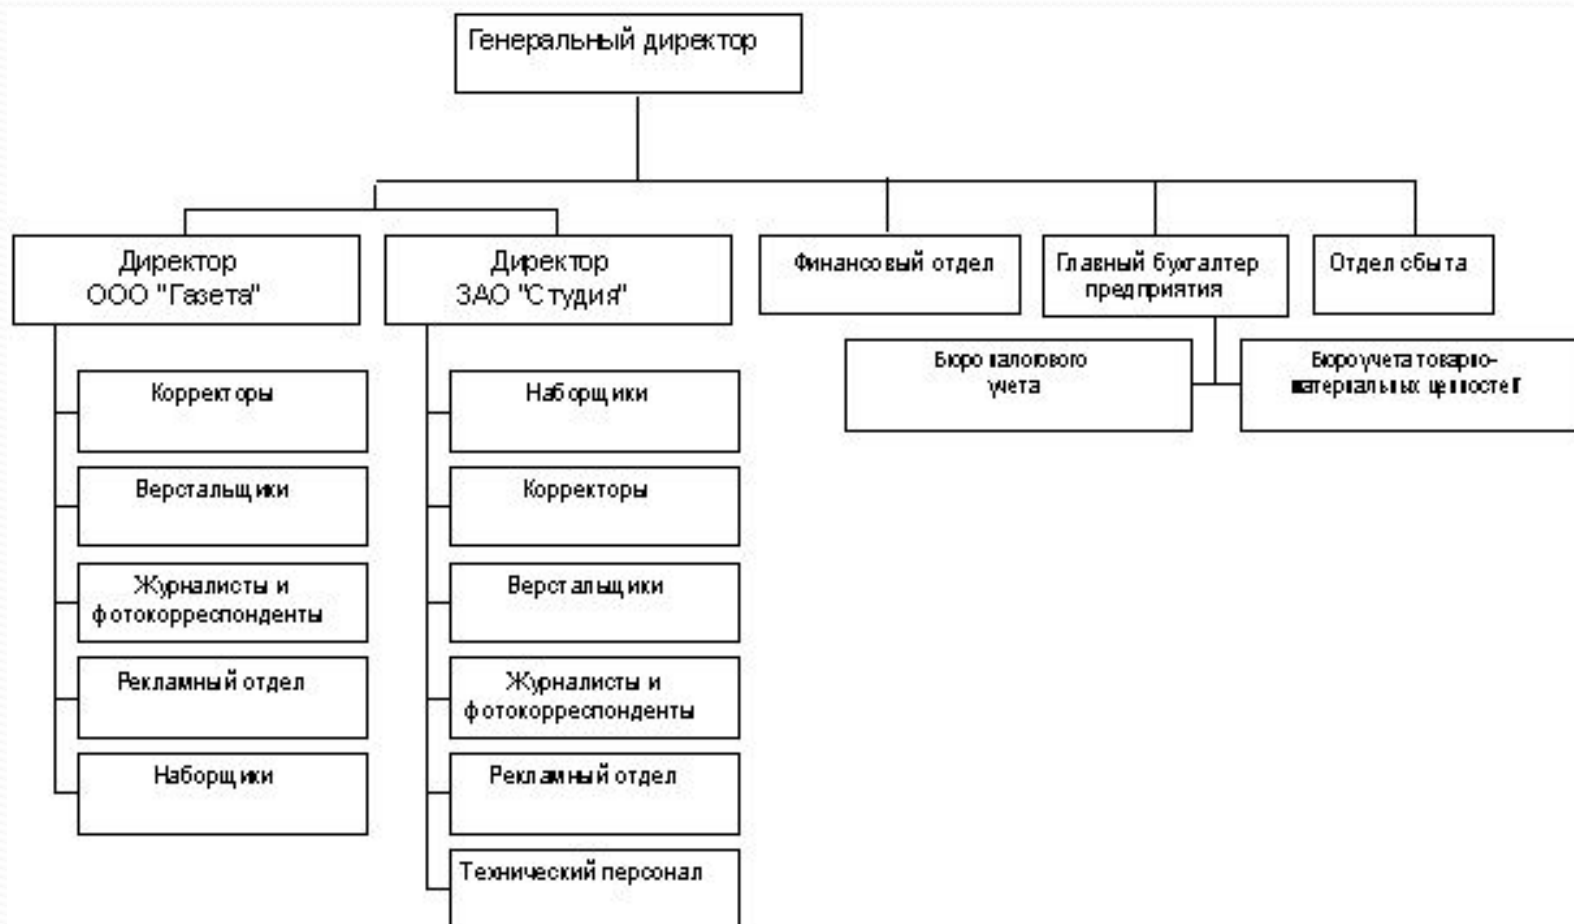 Генеральный директор
Директор
ООО "Газета"
Директор
ЗАО "Студия"
Финансовый отдел
Главный бухгалтер
предприятия
Отдел сбыта
Бюро налогового
учета
Бюро учета товарно-
материальных ценностей
Корректоры
Верстальщики
Журналисты и
фотокорреспонденты
Рекламный отдел
Наборщики
Наборщики
Корректоры
Верстальщики
Журналисты и
фотокорреспонденты
Рекламный отдел
Технический персонал